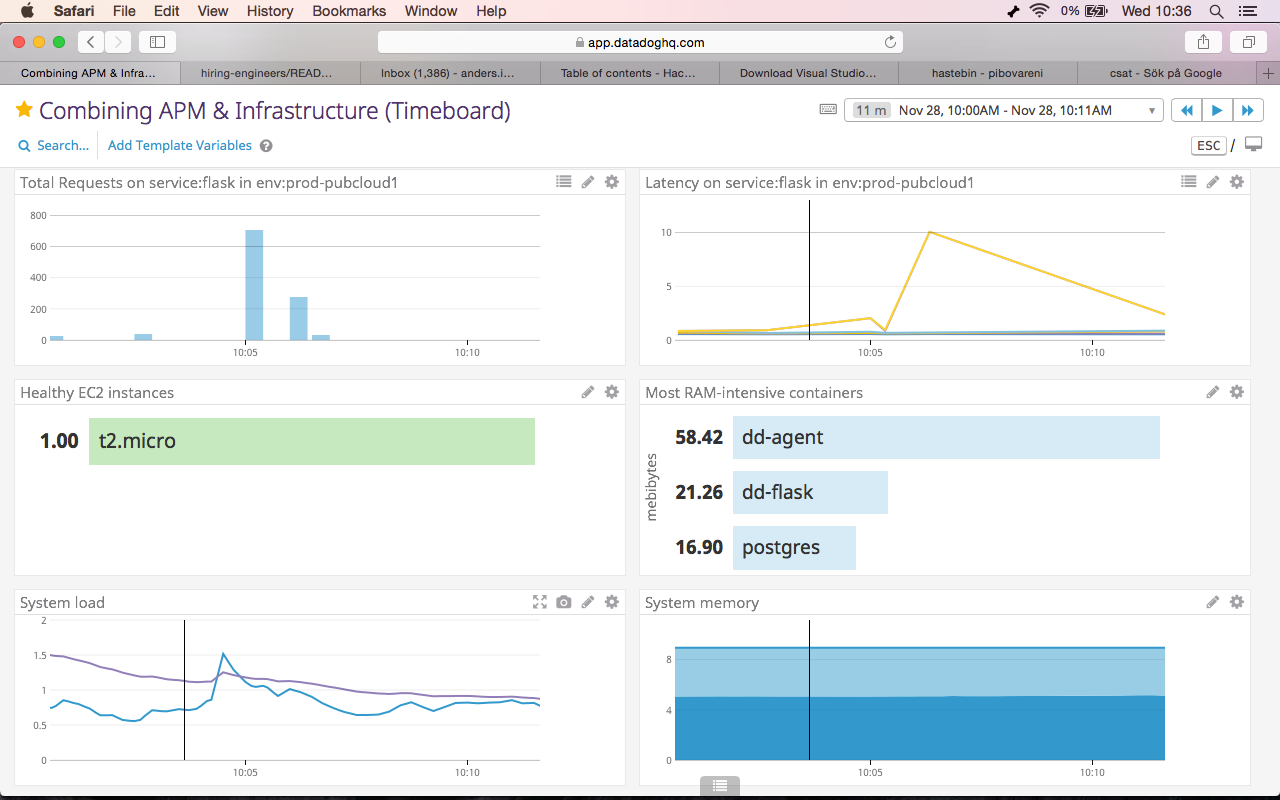 Safari File Edit View History Bookmarks Window Help 0% Wed 10:36
app.datadoghq.com
Combining APM & Infra... hiring-engineers/READ... Inbox (1,386) - anders.i... Table of contents - Hac... Download Visual Studio... hastebin - pibovareni csat - Sök på Google
Combining APM & Infrastructure (Timeboard) 11 m Nov 28, 10:00AM - Nov 28, 10:11AM
Search... Add Template Variables ? ESC /
Total Requests on service:flask in env:prod-pubcloud1
800
600
400
200
0
10:05 10:10
Latency on service:flask in env:prod-pubcloud1
10
5
0
10:05 10:10
Healthy EC2 instances
1.00 t2.micro
Most RAM-intensive containers
mebibytes
58.42 dd-agent
21.26 dd-flask
16.90 postgres
System load
2
1.5
1
0.5
0
10:05 10:10
System memory
8
4
0
10:05 10:10